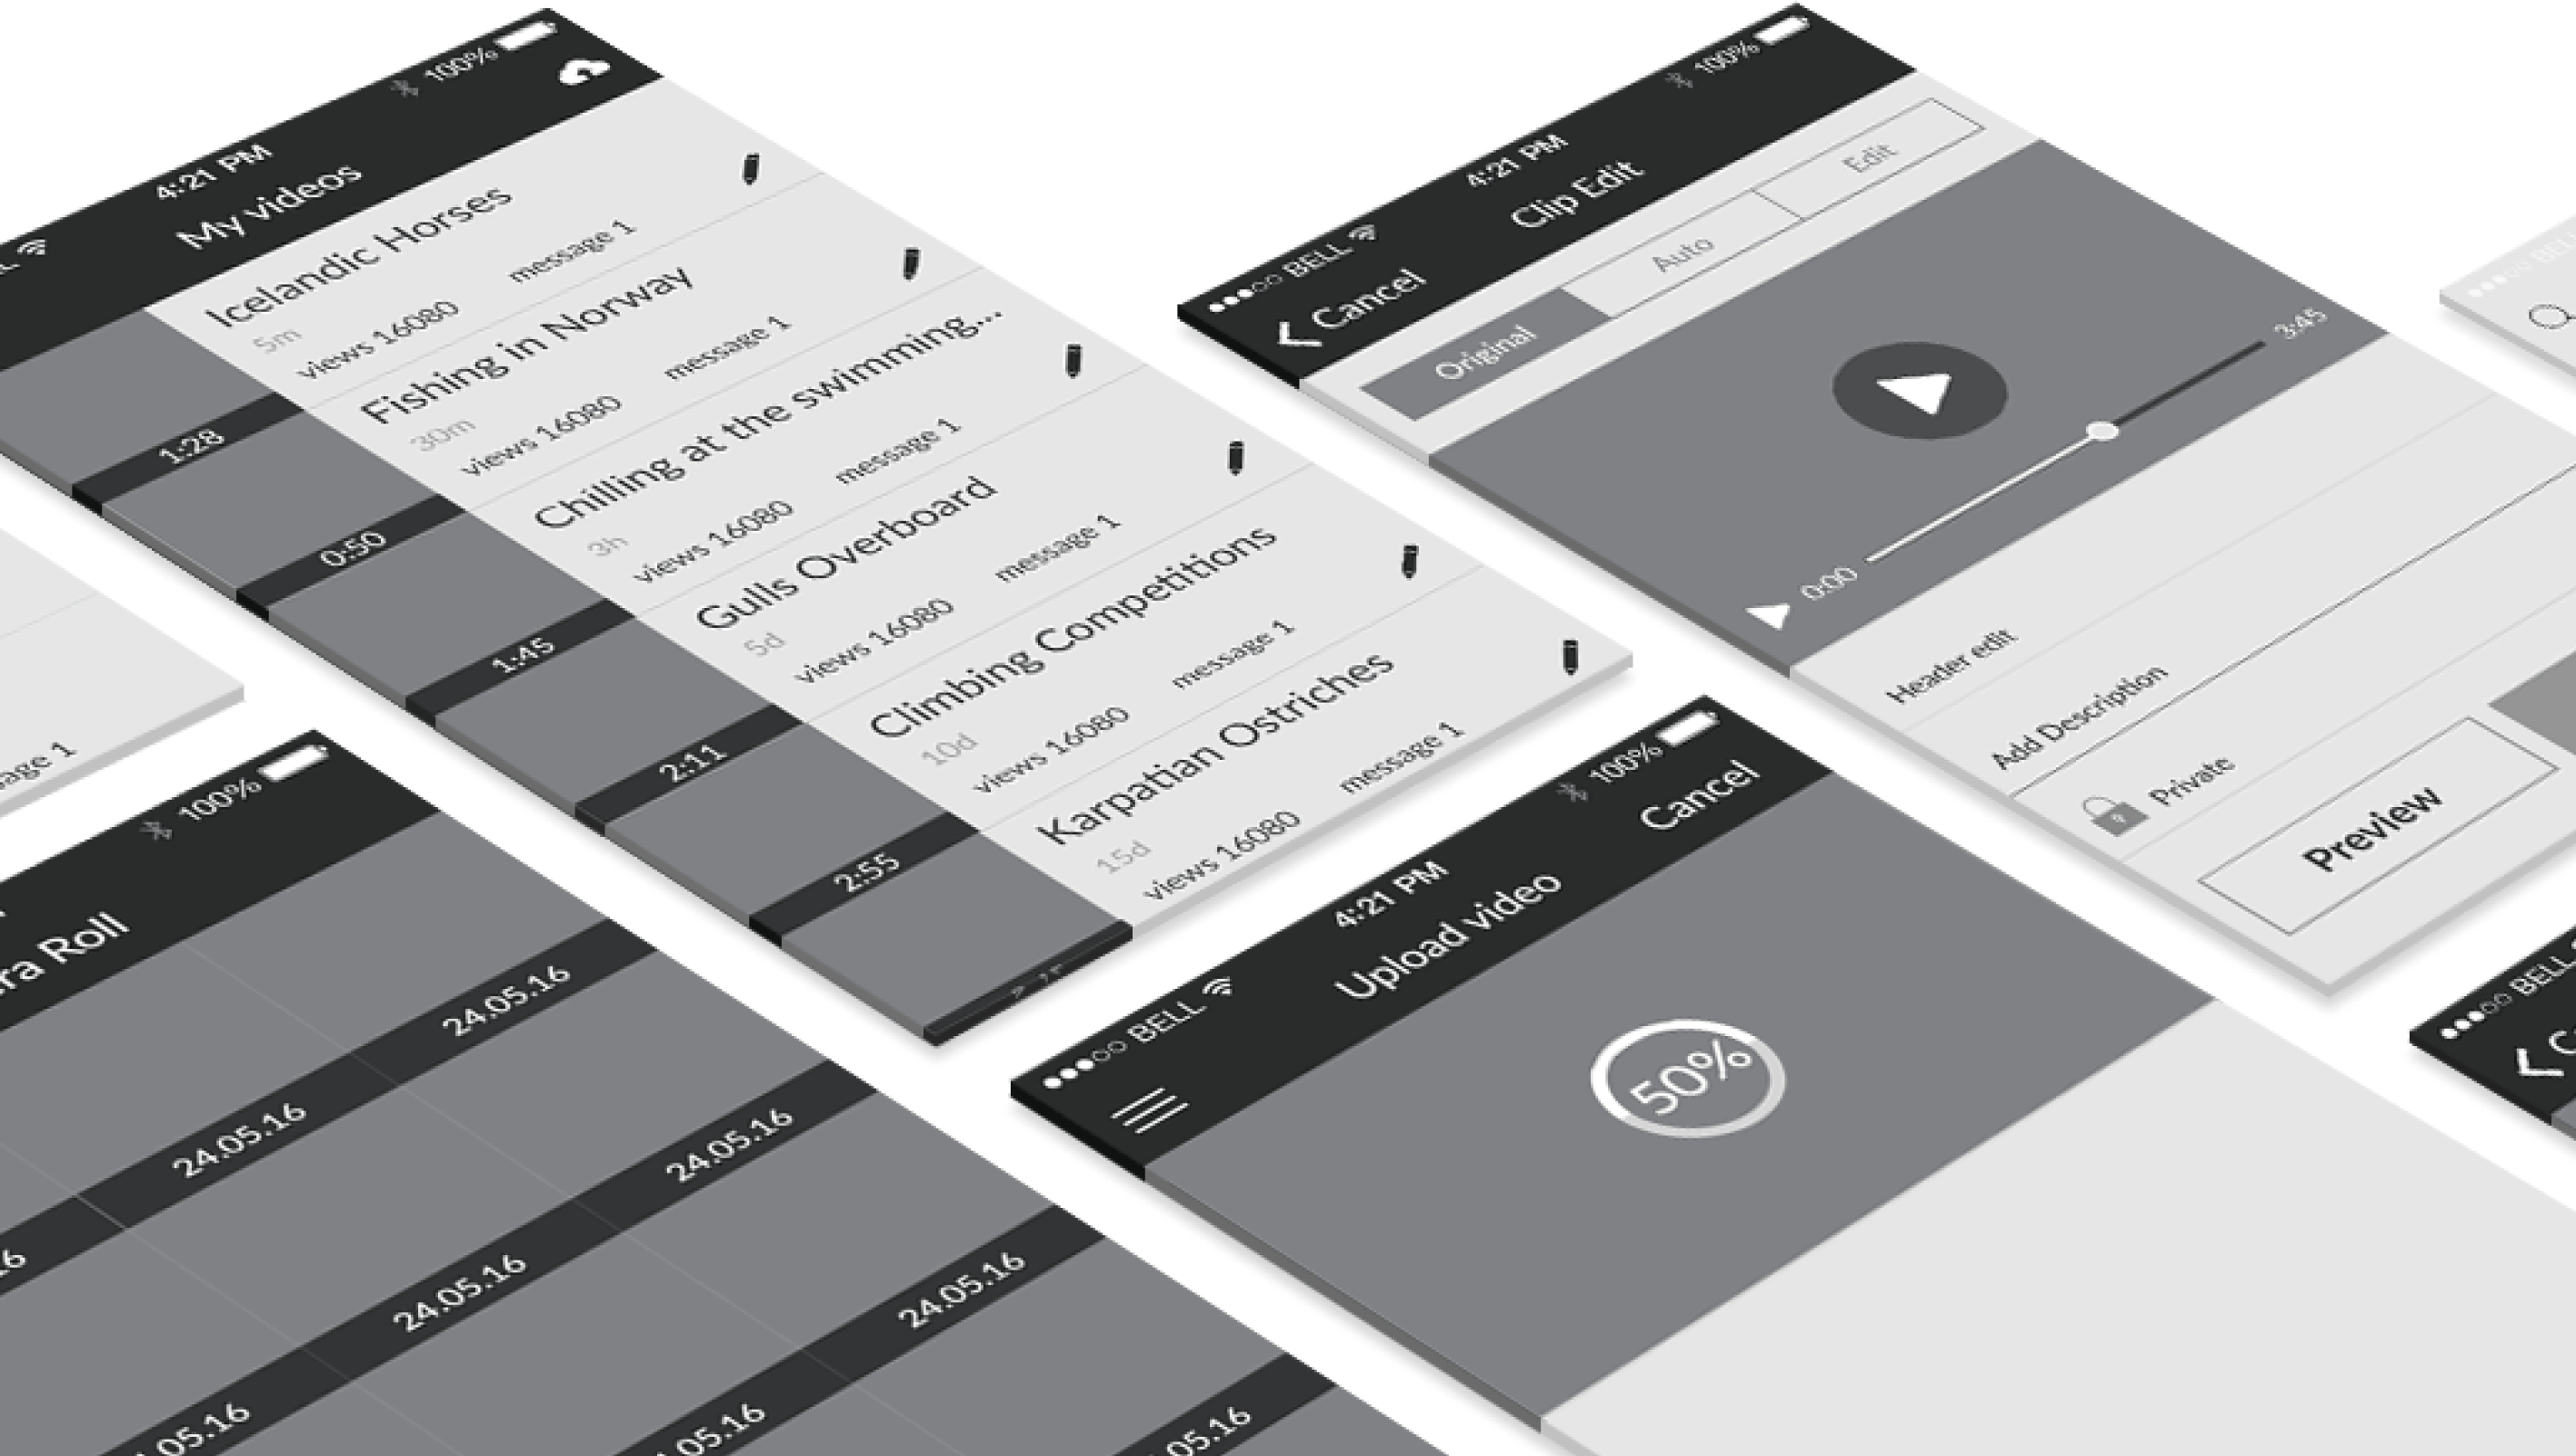 100%
4:21 PM
My videos
Icelandic Horses
5m
views 16080 message 1
1:28
Fishing in Norway
30m
views 16080 message 1
0:50
Chilling at the swimming...
3h
views 16080 message 1
1:45
Gulls Overboard
5d
views 16080 message 1
2:11
Climbing Competitions
10d
views 16080 message 1
2:55
Karpatian Ostriches
15d
views 16080 message 1
BELL 4:21 PM 100%
Cancel Clip Edit
Original Auto Edit
0:00 3:45
Header edit
Add Description
Private
Preview
BELL
age 1
100%
ra Roll
24.05.16 24.05.16
16 24.05.16 24.05.16
.05.16 24.05.16
.05.16
.05.16
BELL 4:21 PM 100%
Upload video Cancel
50%
BELL
C